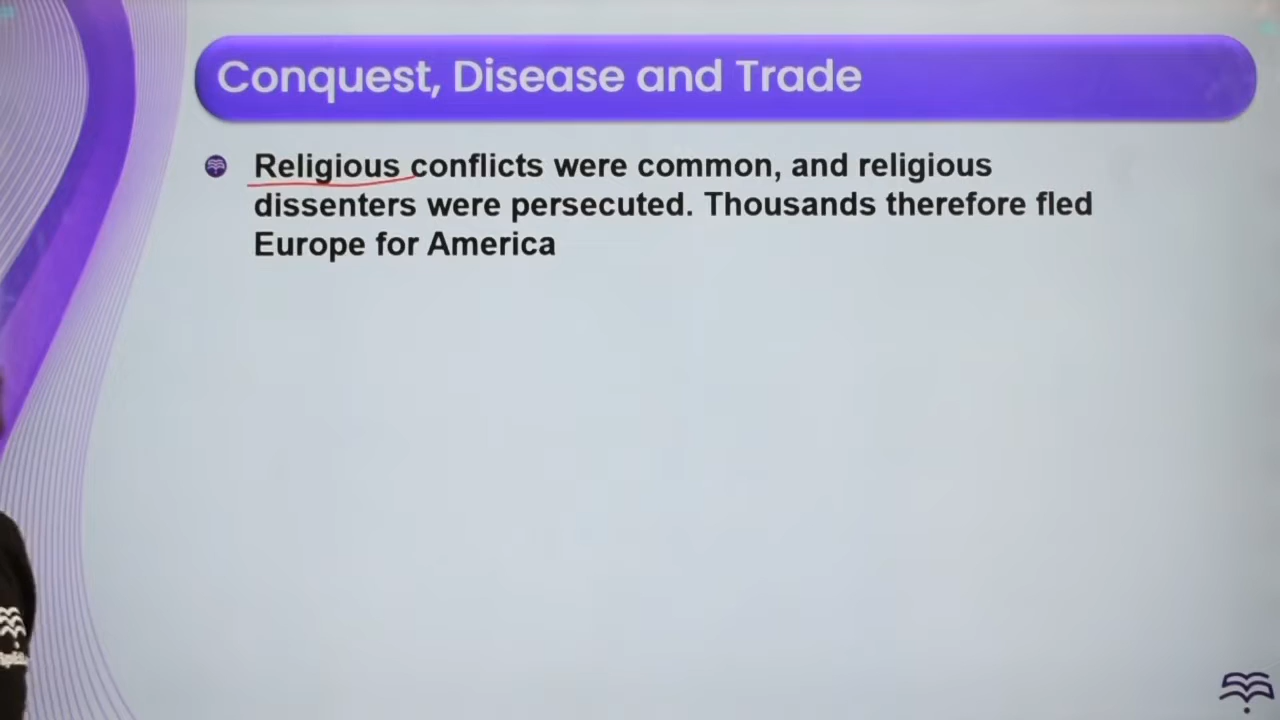 Conquest, Disease and Trade
Religious conflicts were common, and religious
dissenters were persecuted. Thousands therefore fled
Europe for America